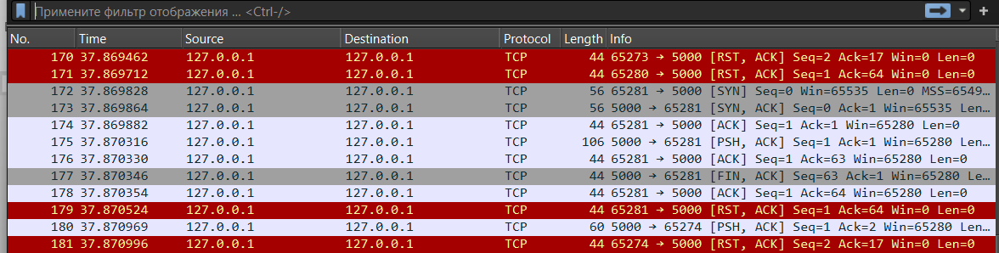 Примените фильтр отображения ... <Ctrl-/>
No. Time Source Destination Protocol Length Info
170 37.869462 127.0.0.1 127.0.0.1 TCP 44 65273 → 5000 [RST, ACK] Seq=2 Ack=17 Win=0 Len=0
171 37.869712 127.0.0.1 127.0.0.1 TCP 44 65280 → 5000 [RST, ACK] Seq=1 Ack=64 Win=0 Len=0
172 37.869828 127.0.0.1 127.0.0.1 TCP 56 65281 → 5000 [SYN] Seq=0 Win=65535 Len=0 MSS=6549…
173 37.869864 127.0.0.1 127.0.0.1 TCP 56 5000 → 65281 [SYN, ACK] Seq=0 Ack=1 Win=65535 Len…
174 37.869882 127.0.0.1 127.0.0.1 TCP 44 65281 → 5000 [ACK] Seq=1 Ack=1 Win=65280 Len=0
175 37.870316 127.0.0.1 127.0.0.1 TCP 106 5000 → 65281 [PSH, ACK] Seq=1 Ack=1 Win=65280 Len…
176 37.870330 127.0.0.1 127.0.0.1 TCP 44 65281 → 5000 [ACK] Seq=1 Ack=63 Win=65280 Len=0
177 37.870346 127.0.0.1 127.0.0.1 TCP 44 5000 → 65281 [FIN, ACK] Seq=63 Ack=1 Win=65280 Le…
178 37.870354 127.0.0.1 127.0.0.1 TCP 44 65281 → 5000 [ACK] Seq=1 Ack=64 Win=65280 Len=0
179 37.870524 127.0.0.1 127.0.0.1 TCP 44 65281 → 5000 [RST, ACK] Seq=1 Ack=64 Win=0 Len=0
180 37.870969 127.0.0.1 127.0.0.1 TCP 60 5000 → 65274 [PSH, ACK] Seq=1 Ack=2 Win=65280 Len…
181 37.870996 127.0.0.1 127.0.0.1 TCP 44 65274 → 5000 [RST, ACK] Seq=2 Ack=17 Win=0 Len=0